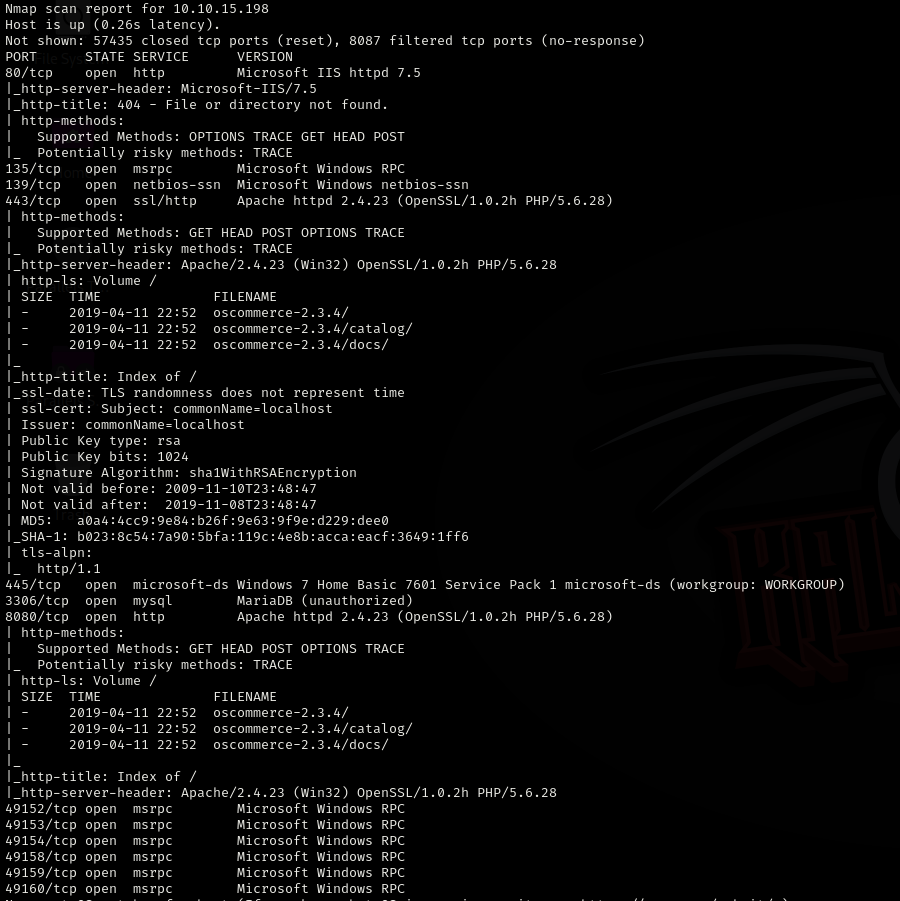 Nmap scan report for 10.10.15.198
Host is up (0.26s latency).
Not shown: 57435 closed tcp ports (reset), 8087 filtered tcp ports (no-response)
PORT      STATE SERVICE      VERSION
80/tcp    open  http         Microsoft IIS httpd 7.5
|_http-server-header: Microsoft-IIS/7.5
|_http-title: 404 - File or directory not found.
| http-methods:
|   Supported Methods: OPTIONS TRACE GET HEAD POST
|_  Potentially risky methods: TRACE
135/tcp   open  msrpc        Microsoft Windows RPC
139/tcp   open  netbios-ssn  Microsoft Windows netbios-ssn
443/tcp   open  ssl/http     Apache httpd 2.4.23 (OpenSSL/1.0.2h PHP/5.6.28)
| http-methods:
|   Supported Methods: GET HEAD POST OPTIONS TRACE
|_  Potentially risky methods: TRACE
|_http-server-header: Apache/2.4.23 (Win32) OpenSSL/1.0.2h PHP/5.6.28
| http-ls: Volume /
| SIZE  TIME              FILENAME
| -     2019-04-11 22:52  oscommerce-2.3.4/
| -     2019-04-11 22:52  oscommerce-2.3.4/catalog/
| -     2019-04-11 22:52  oscommerce-2.3.4/docs/
|_
|_http-title: Index of /
|_ssl-date: TLS randomness does not represent time
| ssl-cert: Subject: commonName=localhost
| Issuer: commonName=localhost
| Public Key type: rsa
| Public Key bits: 1024
| Signature Algorithm: sha1WithRSAEncryption
| Not valid before: 2009-11-10T23:48:47
| Not valid after:  2019-11-08T23:48:47
| MD5:   a0a4:4cc9:9e84:b26f:9e63:9f9e:d229:dee0
|_SHA-1: b023:8c54:7a90:5bfa:119c:4e8b:acca:eacf:3649:1ff6
| tls-alpn:
|_  http/1.1
445/tcp   open  microsoft-ds Windows 7 Home Basic 7601 Service Pack 1 microsoft-ds (workgroup: WORKGROUP)
3306/tcp  open  mysql        MariaDB (unauthorized)
8080/tcp  open  http         Apache httpd 2.4.23 (OpenSSL/1.0.2h PHP/5.6.28)
| http-methods:
|   Supported Methods: GET HEAD POST OPTIONS TRACE
|_  Potentially risky methods: TRACE
| http-ls: Volume /
| SIZE  TIME              FILENAME
| -     2019-04-11 22:52  oscommerce-2.3.4/
| -     2019-04-11 22:52  oscommerce-2.3.4/catalog/
| -     2019-04-11 22:52  oscommerce-2.3.4/docs/
|_
|_http-title: Index of /
|_http-server-header: Apache/2.4.23 (Win32) OpenSSL/1.0.2h PHP/5.6.28
49152/tcp open  msrpc        Microsoft Windows RPC
49153/tcp open  msrpc        Microsoft Windows RPC
49154/tcp open  msrpc        Microsoft Windows RPC
49158/tcp open  msrpc        Microsoft Windows RPC
49159/tcp open  msrpc        Microsoft Windows RPC
49160/tcp open  msrpc        Microsoft Windows RPC